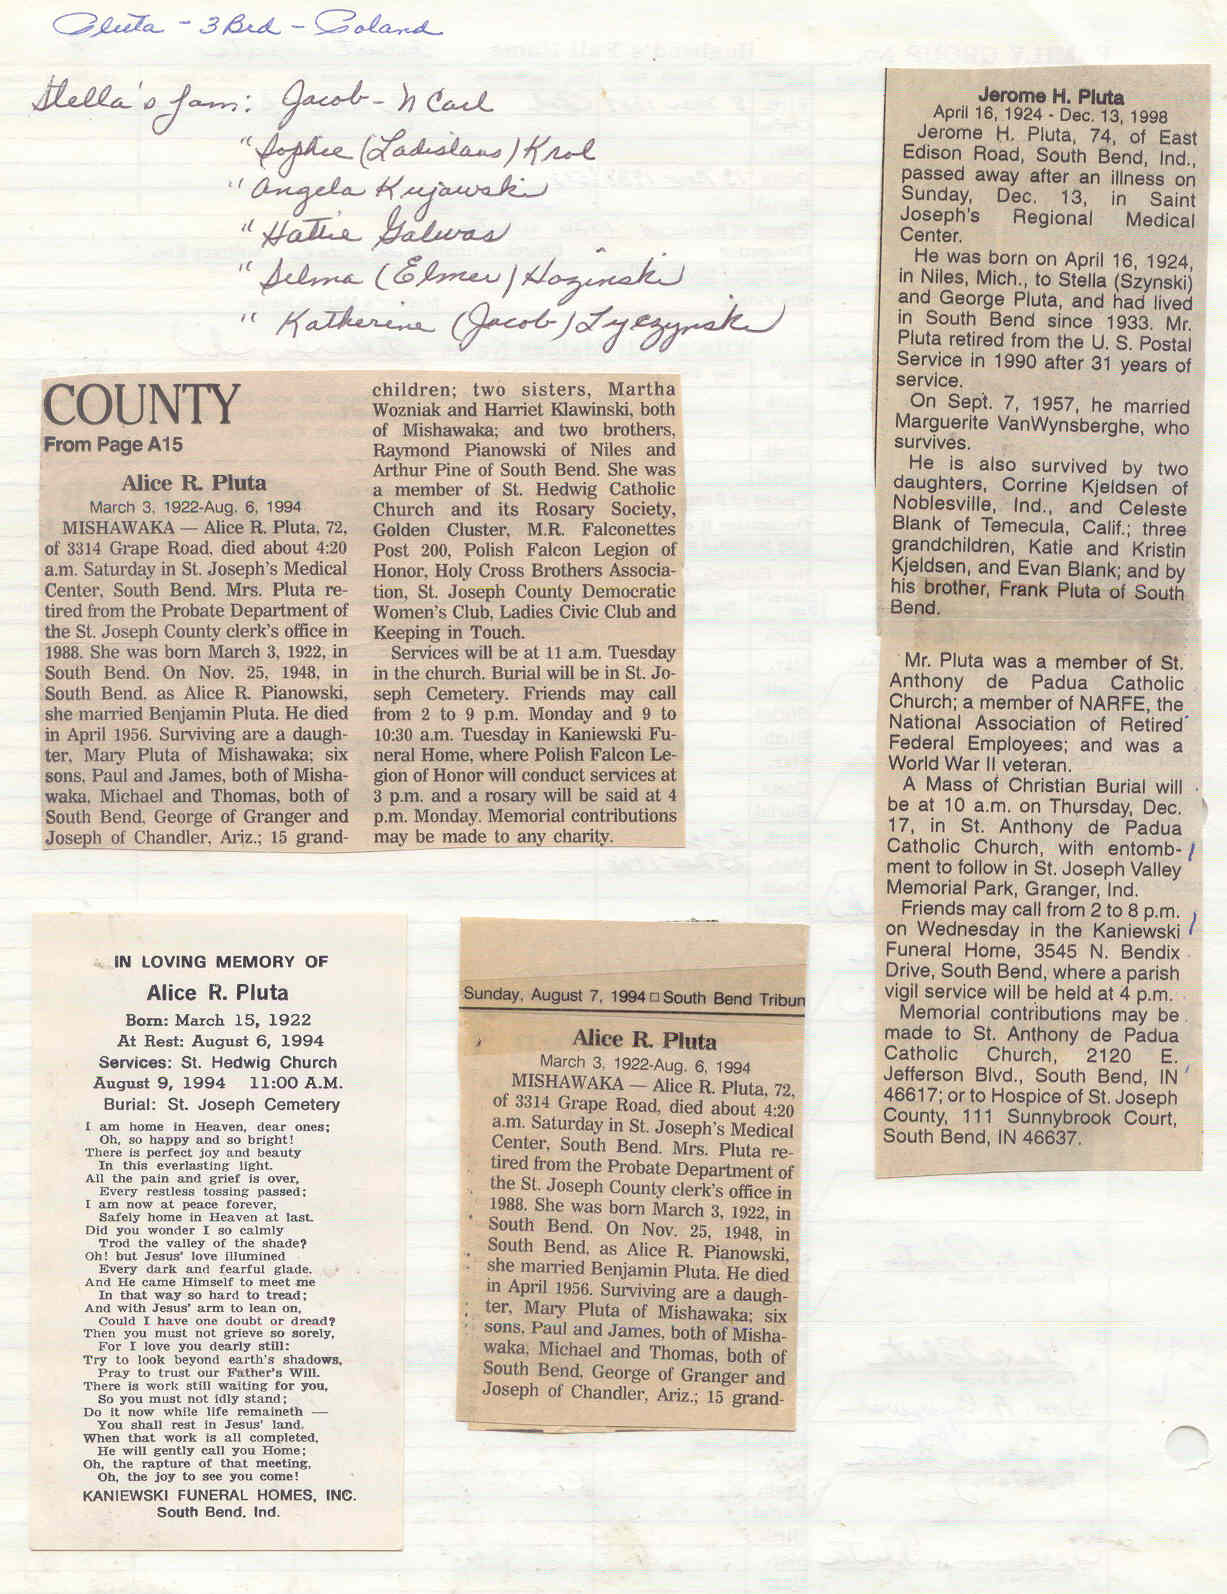 Pluta - 3 Brd - Poland
Stella's fam: Jacob - N Carl
" Sophie (Ladislaus) Krol
" Angela Kujawski
" Hattie Galwas
" Selma (Elmer) Hozinski
" Katherine (Jacob) Lyczynski
COUNTY
From Page A15
Alice R. Pluta
March 3, 1922-Aug. 6, 1994
MISHAWAKA — Alice R. Pluta, 72,
of 3314 Grape Road, died about 4:20
a.m. Saturday in St. Joseph's Medical
Center, South Bend. Mrs. Pluta re-
tired from the Probate Department of
the St. Joseph County clerk's office in
1988. She was born March 3, 1922, in
South Bend. On Nov. 25, 1948, in
South Bend, as Alice R. Pianowski,
she married Benjamin Pluta. He died
in April 1956. Surviving are a daugh-
ter, Mary Pluta of Mishawaka; six
sons, Paul and James, both of Misha-
waka, Michael and Thomas, both of
South Bend, George of Granger and
Joseph of Chandler, Ariz.; 15 grand-
children; two sisters, Martha
Wozniak and Harriet Klawinski, both
of Mishawaka; and two brothers,
Raymond Pianowski of Niles and
Arthur Pine of South Bend. She was
a member of St. Hedwig Catholic
Church and its Rosary Society,
Golden Cluster, M.R. Falconettes
Post 200, Polish Falcon Legion of
Honor, Holy Cross Brothers Associa-
tion, St. Joseph County Democratic
Women's Club, Ladies Civic Club and
Keeping in Touch.
Services will be at 11 a.m. Tuesday
in the church. Burial will be in St. Jo-
seph Cemetery. Friends may call
from 2 to 9 p.m. Monday and 9 to
10:30 a.m. Tuesday in Kaniewski Fu-
neral Home, where Polish Falcon Le-
gion of Honor will conduct services at
3 p.m. and a rosary will be said at 4
p.m. Monday. Memorial contributions
may be made to any charity.
Jerome H. Pluta
April 16, 1924 - Dec. 13, 1998
Jerome H. Pluta, 74, of East
Edison Road, South Bend, Ind.,
passed away after an illness on
Sunday, Dec. 13, in Saint
Joseph's Regional Medical
Center.
He was born on April 16, 1924,
in Niles, Mich., to Stella (Szynski)
and George Pluta, and had lived
in South Bend since 1933. Mr.
Pluta retired from the U. S. Postal
Service in 1990 after 31 years of
service.
On Sept. 7, 1957, he married
Marguerite VanWynsberghe, who
survives.
He is also survived by two
daughters, Corrine Kjeldsen of
Noblesville, Ind., and Celeste
Blank of Temecula, Calif.; three
grandchildren, Katie and Kristin
Kjeldsen, and Evan Blank; and by
his brother, Frank Pluta of South
Bend.
Mr. Pluta was a member of St.
Anthony de Padua Catholic
Church; a member of NARFE, the
National Association of Retired
Federal Employees; and was a
World War II veteran.
A Mass of Christian Burial will
be at 10 a.m. on Thursday, Dec.
17, in St. Anthony de Padua
Catholic Church, with entomb-
ment to follow in St. Joseph Valley
Memorial Park, Granger, Ind.
Friends may call from 2 to 8 p.m.
on Wednesday in the Kaniewski
Funeral Home, 3545 N. Bendix
Drive, South Bend, where a parish
vigil service will be held at 4 p.m.
Memorial contributions may be
made to St. Anthony de Padua
Catholic Church, 2120 E.
Jefferson Blvd., South Bend, IN
46617; or to Hospice of St. Joseph
County, 111 Sunnybrook Court,
South Bend, IN 46637.
IN LOVING MEMORY OF
Alice R. Pluta
Born: March 15, 1922
At Rest: August 6, 1994
Services: St. Hedwig Church
August 9, 1994 11:00 A.M.
Burial: St. Joseph Cemetery
I am home in Heaven, dear ones;
Oh, so happy and so bright!
There is perfect joy and beauty
In this everlasting light.
All the pain and grief is over,
Every restless tossing passed;
I am now at peace forever,
Safely home in Heaven at last.
Did you wonder I so calmly
Trod the valley of the shade?
Oh! but Jesus' love illumined
Every dark and fearful glade.
And He came Himself to meet me
In that way so hard to tread;
And with Jesus' arm to lean on,
Could I have one doubt or dread?
Then you must not grieve so sorely,
For I love you dearly still:
Try to look beyond earth's shadows,
Pray to trust our Father's Will.
There is work still waiting for you,
So you must not idly stand;
Do it now while life remaineth —
You shall rest in Jesus' land.
When that work is all completed,
He will gently call you Home;
Oh, the rapture of that meeting,
Oh, the joy to see you come!
KANIEWSKI FUNERAL HOMES, INC.
South Bend, Ind.
Sunday, August 7, 1994 □ South Bend Tribun
Alice R. Pluta
March 3, 1922-Aug. 6, 1994
MISHAWAKA — Alice R. Pluta, 72,
of 3314 Grape Road, died about 4:20
a.m. Saturday in St. Joseph's Medical
Center, South Bend. Mrs. Pluta re-
tired from the Probate Department of
the St. Joseph County clerk's office in
1988. She was born March 3, 1922, in
South Bend. On Nov. 25, 1948, in
South Bend, as Alice R. Pianowski,
she married Benjamin Pluta. He died
in April 1956. Surviving are a daugh-
ter, Mary Pluta of Mishawaka; six
sons, Paul and James, both of Misha-
waka, Michael and Thomas, both of
South Bend, George of Granger and
Joseph of Chandler, Ariz.; 15 grand-